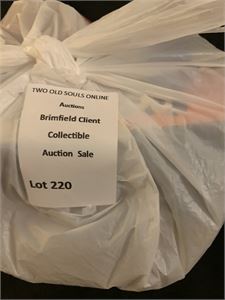 TWO OLD SOULS ONLINE
Auctions
Brimfield Client
Collectible
Auction Sale
Lot 220